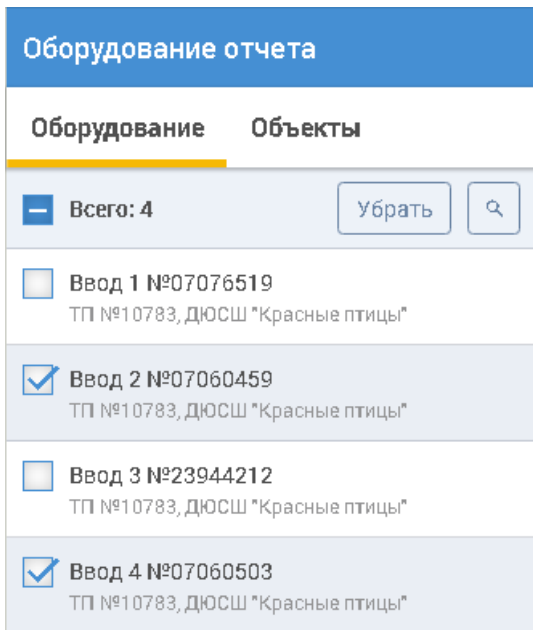 Оборудование отчета
Оборудование Объекты
Всего: 4 Убрать
Ввод 1 №07076519
ТП №10783, ДЮСШ "Красные птицы"
Ввод 2 №07060459
ТП №10783, ДЮСШ "Красные птицы"
Ввод 3 №23944212
ТП №10783, ДЮСШ "Красные птицы"
Ввод 4 №07060503
ТП №10783, ДЮСШ "Красные птицы"